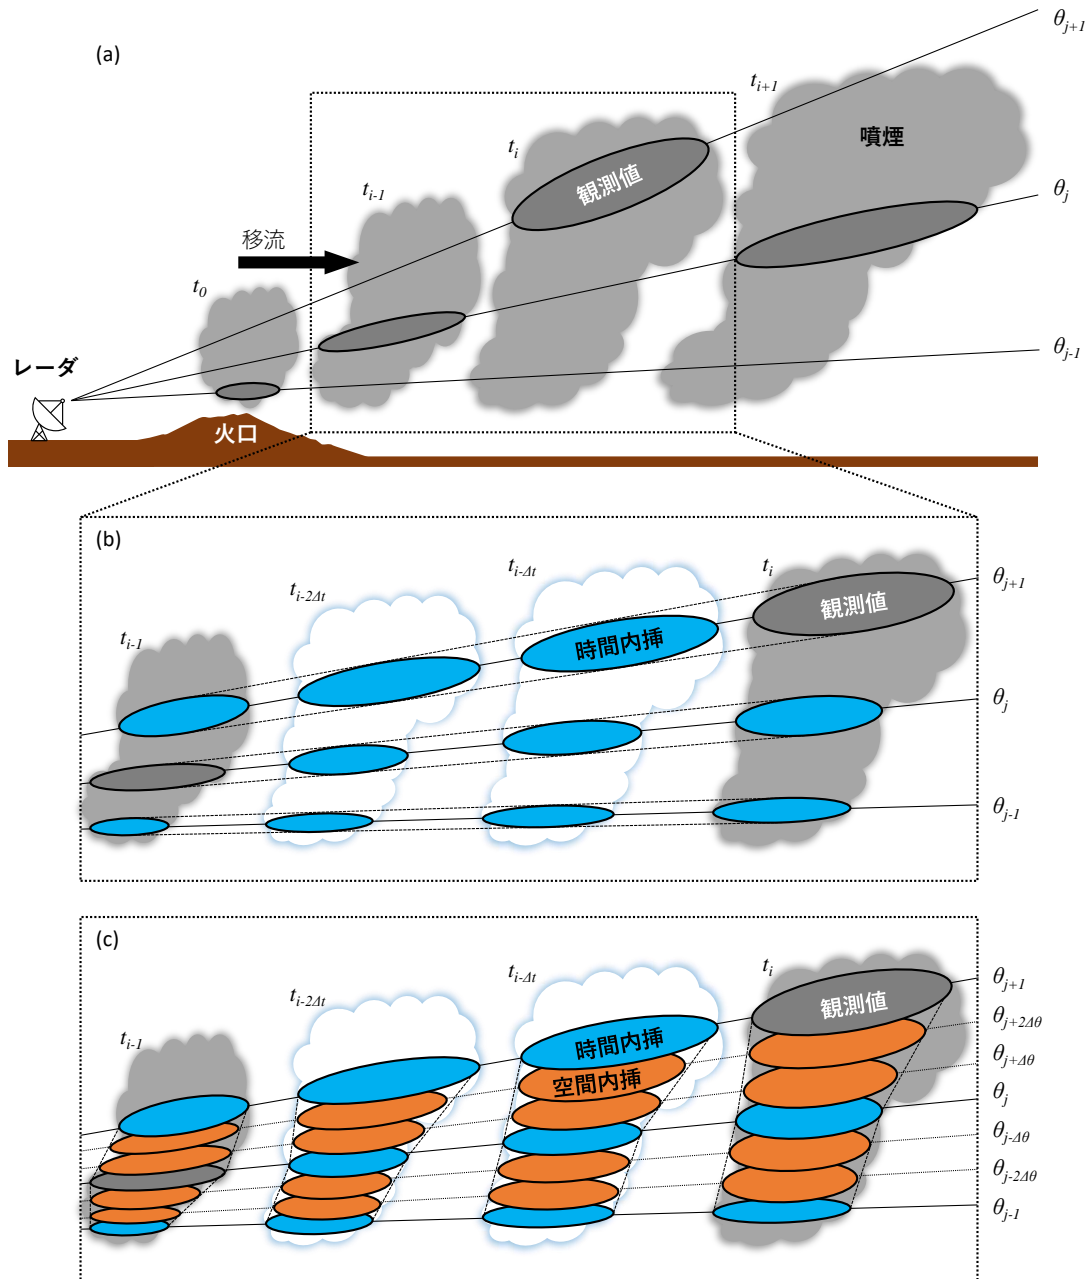 (a)
θj+1
ti+1
噴煙
ti
観測値
ti-1
θj
移流
t0
θj-1
レーダ
火口
(b)
ti
ti-Δt
ti-2Δt
θj+1
観測値
ti-1
時間内挿
θj
θj-1
(c)
ti
ti-Δt
θj+1
ti-2Δt
観測値
θj+2Δθ
ti-1
時間内挿
θj+Δθ
空間内挿
θj
θj-Δθ
θj-2Δθ
θj-1